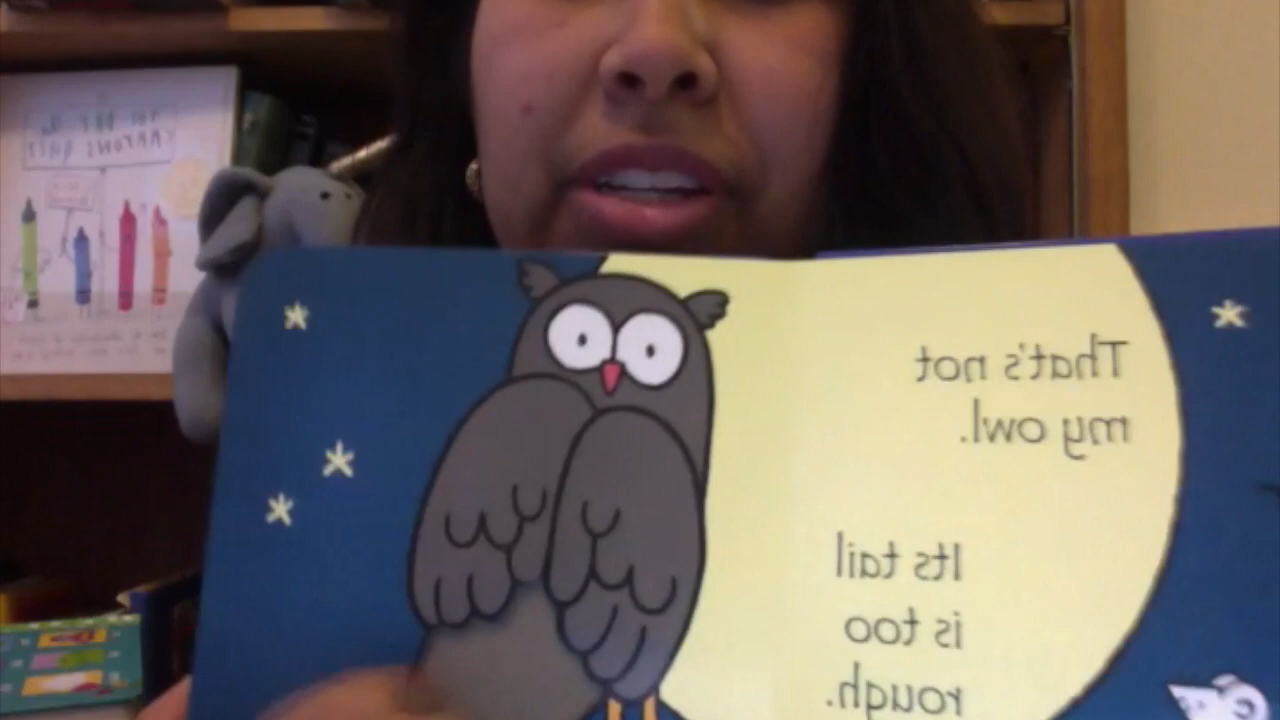 That's not
my owl.
Its tail
is too
rough.